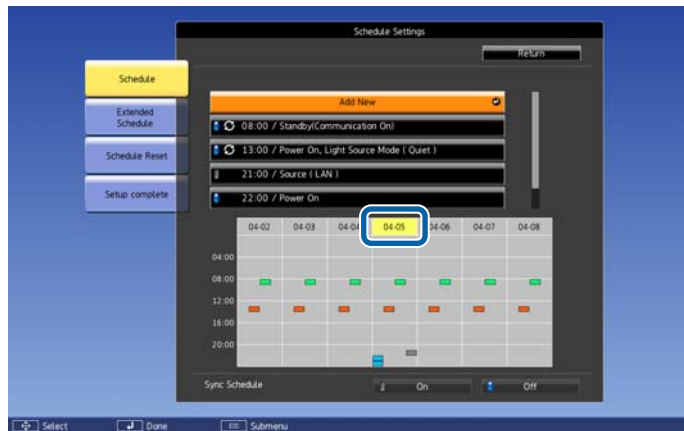 Schedule Settings
Return
Schedule
Extended
Schedule
Schedule Reset
Setup complete
Add New
08:00 / Standby(Communication On)
13:00 / Power On, Light Source Mode ( Quiet )
21:00 / Source ( LAN )
22:00 / Power On
04-02 04-03 04-04 04-05 04-06 04-07 04-08
04:00
08:00
12:00
16:00
20:00
Sync Schedule On Off
Select Done Esc Submenu